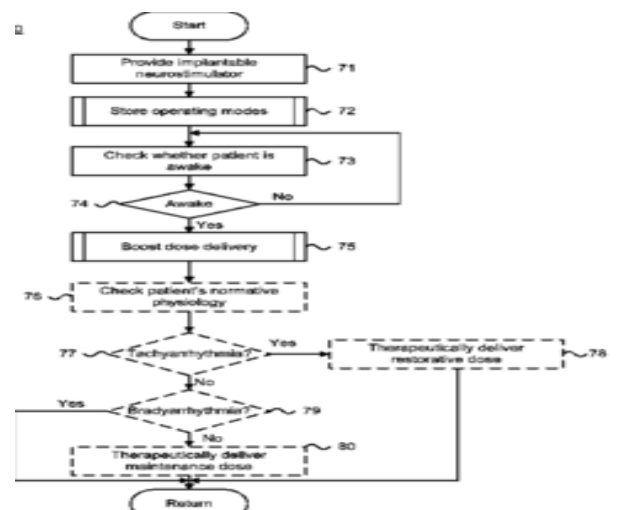 Start
Provide implantable
neurostimulator
71
Store operating modes
72
Check whether patient is
awake
73
74
Awake
No
Yes
Boost dose delivery
75
76
Check patient's normative
physiology
77
Tachyarrhythmia?
Yes
Therapeutically deliver
restorative dose
78
No
Yes
Bradyarrhythmia?
79
No
Therapeutically deliver
maintenance dose
80
Return